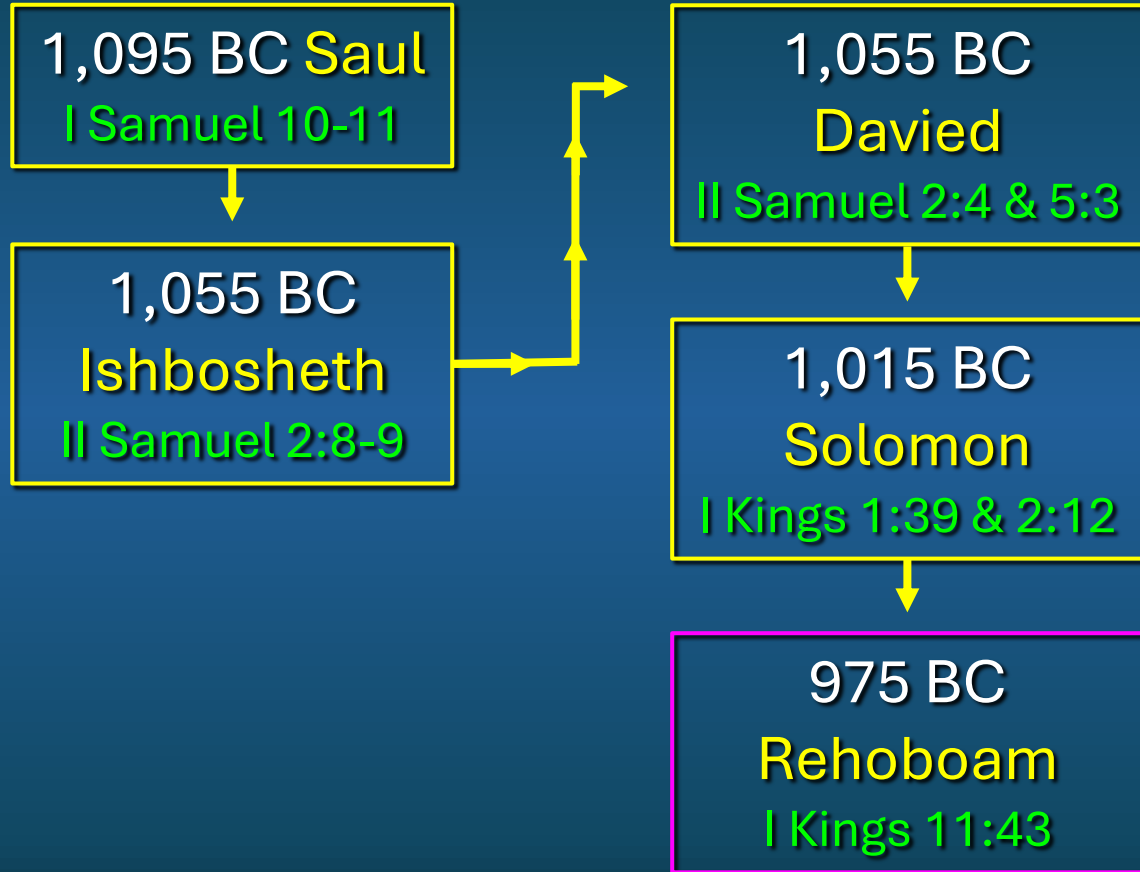 1,095 BC Saul
I Samuel 10-11
1,055 BC
Ishbosheth
II Samuel 2:8-9
1,055 BC
Davied
II Samuel 2:4 & 5:3
1,015 BC
Solomon
I Kings 1:39 & 2:12
975 BC
Rehoboam
I Kings 11:43